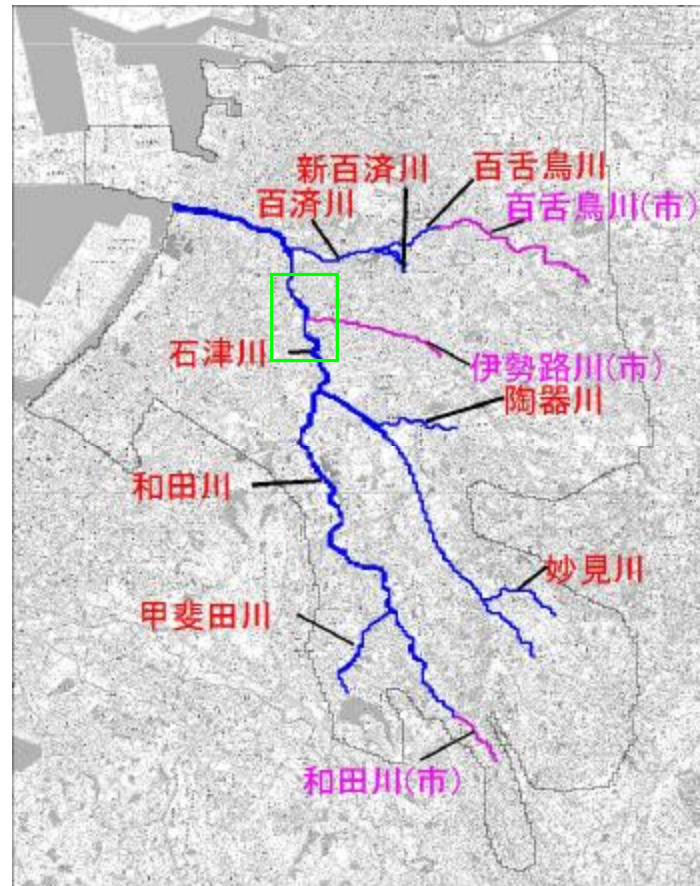 新百済川
百舌鳥川
百済川
百舌鳥川(市)
石津川
伊勢路川(市)
陶器川
和田川
妙見川
甲斐田川
和田川(市)